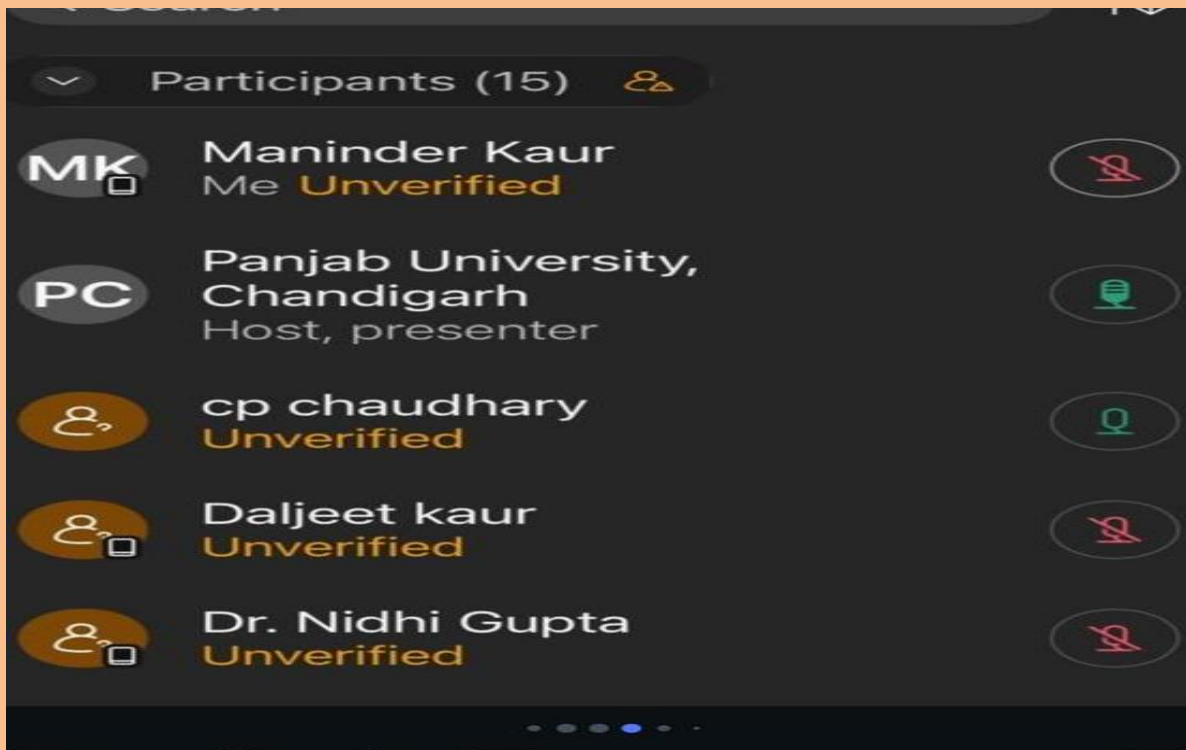 Search
Participants (15)
MK
Maninder Kaur
Me Unverified
PC
Panjab University,
Chandigarh
Host, presenter
cp chaudhary
Unverified
Daljeet kaur
Unverified
Dr. Nidhi Gupta
Unverified